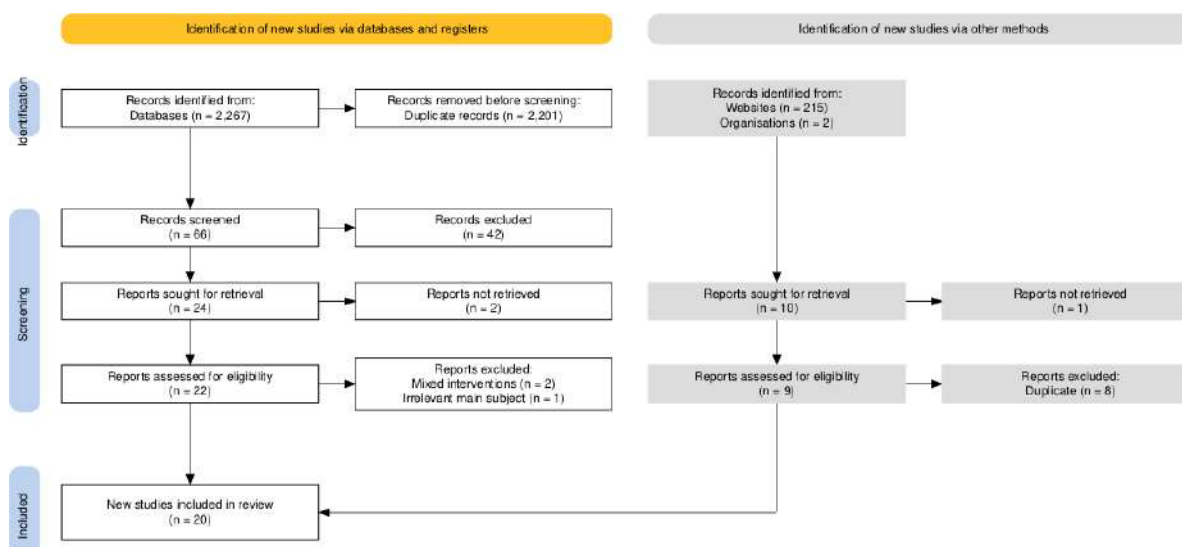 Identification of new studies via databases and registers
Identification of new studies via other methods
Identification
Records identified from:
Databases (n = 2,267)
Records removed before screening:
Duplicate records (n = 2,201)
Records identified from:
Websites (n = 215)
Organisations (n = 2)
Screening
Records screened
(n = 66)
Records excluded
(n = 42)
Reports sought for retrieval
(n = 24)
Reports not retrieved
(n = 2)
Reports sought for retrieval
(n = 10)
Reports not retrieved
(n = 1)
Reports assessed for eligibility
(n = 22)
Reports excluded:
Mixed interventions (n = 2)
Irrelevant main subject (n = 1)
Reports assessed for eligibility
(n = 9)
Reports excluded:
Duplicate (n = 8)
Included
New studies included in review
(n = 20)